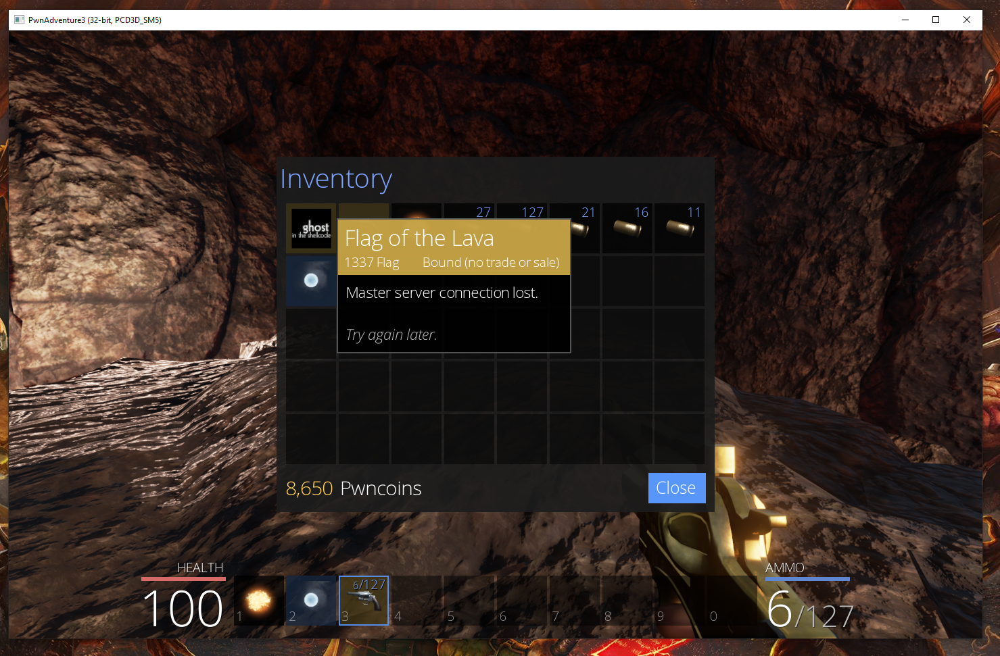 PwnAdventure3 (32-bit, PCD3D_SM5)
Inventory
ghost
in the shellcode
27
127
21
16
11
Flag of the Lava
1337 Flag Bound (no trade or sale)
Master server connection lost.
Try again later.
8,650 Pwncoins
Close
HEALTH
100
1
2
6/127
3
4
5
6
7
8
9
0
AMMO
6/127